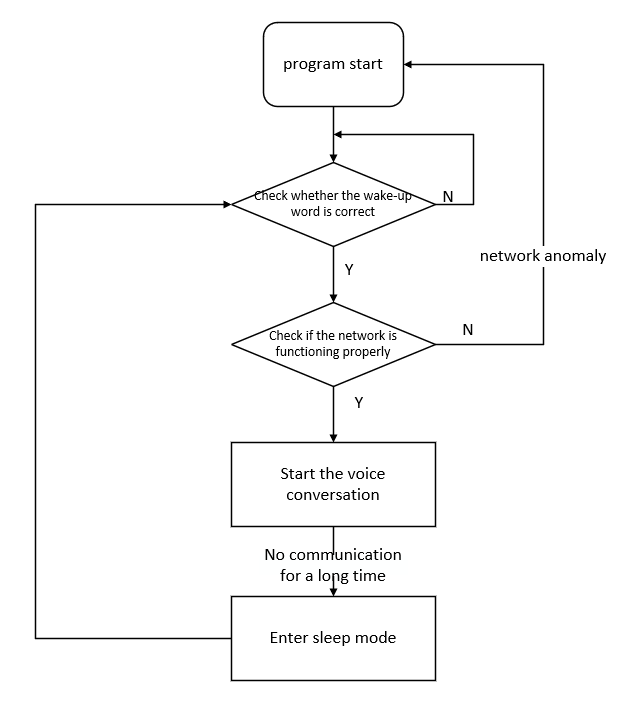 program start
Check whether the wake-up
word is correct
N
Y
network anomaly
Check if the network is
functioning properly
N
Y
Start the voice
conversation
No communication
for a long time
Enter sleep mode